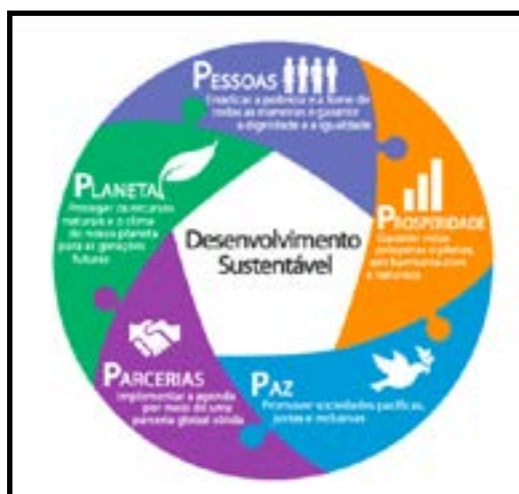 PESSOAS
Erradicar a pobreza e a fome de
todas as maneiras e garantir
a dignidade e a igualdade
PROSPERIDADE
Garantir vidas
prósperas e plenas,
em harmonia com
a natureza
PAZ
Promover sociedades pacíficas,
justas e inclusivas
PARCERIAS
Implementar a agenda
por meio de uma
parceria global sólida
PLANETA
Proteger os recursos
naturais e o clima
do nosso planeta
para as gerações
futuras
Desenvolvimento
Sustentável